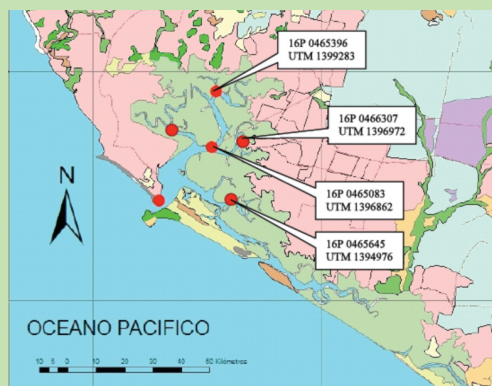 16P 0465396
UTM 1399283
16P 0466307
UTM 1396972
16P 0465083
UTM 1396862
16P 0465645
UTM 1394976
N
OCEANO PACIFICO
10 5 0 10 20 30 40 50 Kilómetros